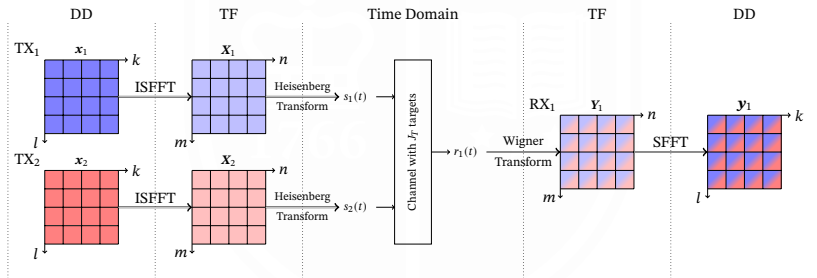 DD
TF
Time Domain
TF
DD
TX₁
x₁
k
l
ISFFT
X₁
n
m
Heisenberg
Transform
s₁(t)
TX₂
x₂
k
l
ISFFT
X₂
n
m
Heisenberg
Transform
s₂(t)
Channel with J_T targets
r₁(t)
Wigner
Transform
RX₁
Y₁
n
m
SFFT
y₁
k
l